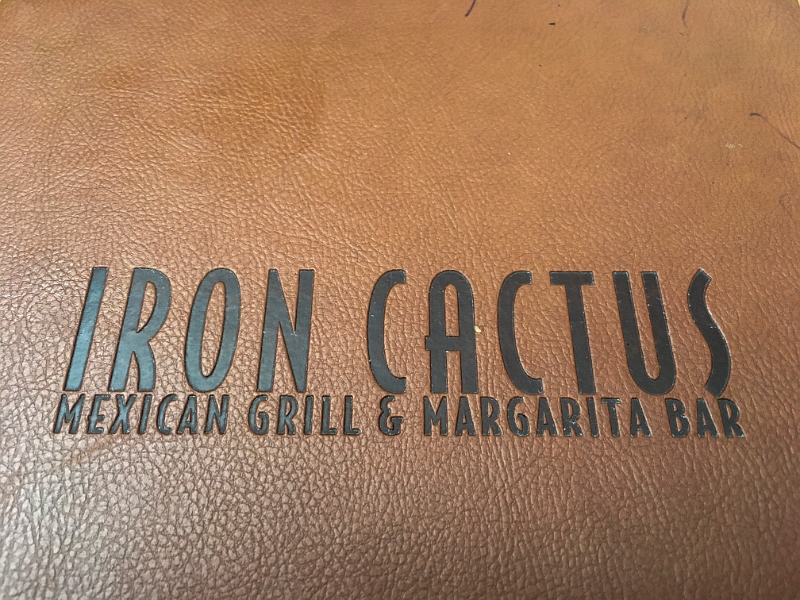 IRON CACTUS
MEXICAN GRILL & MARGARITA BAR